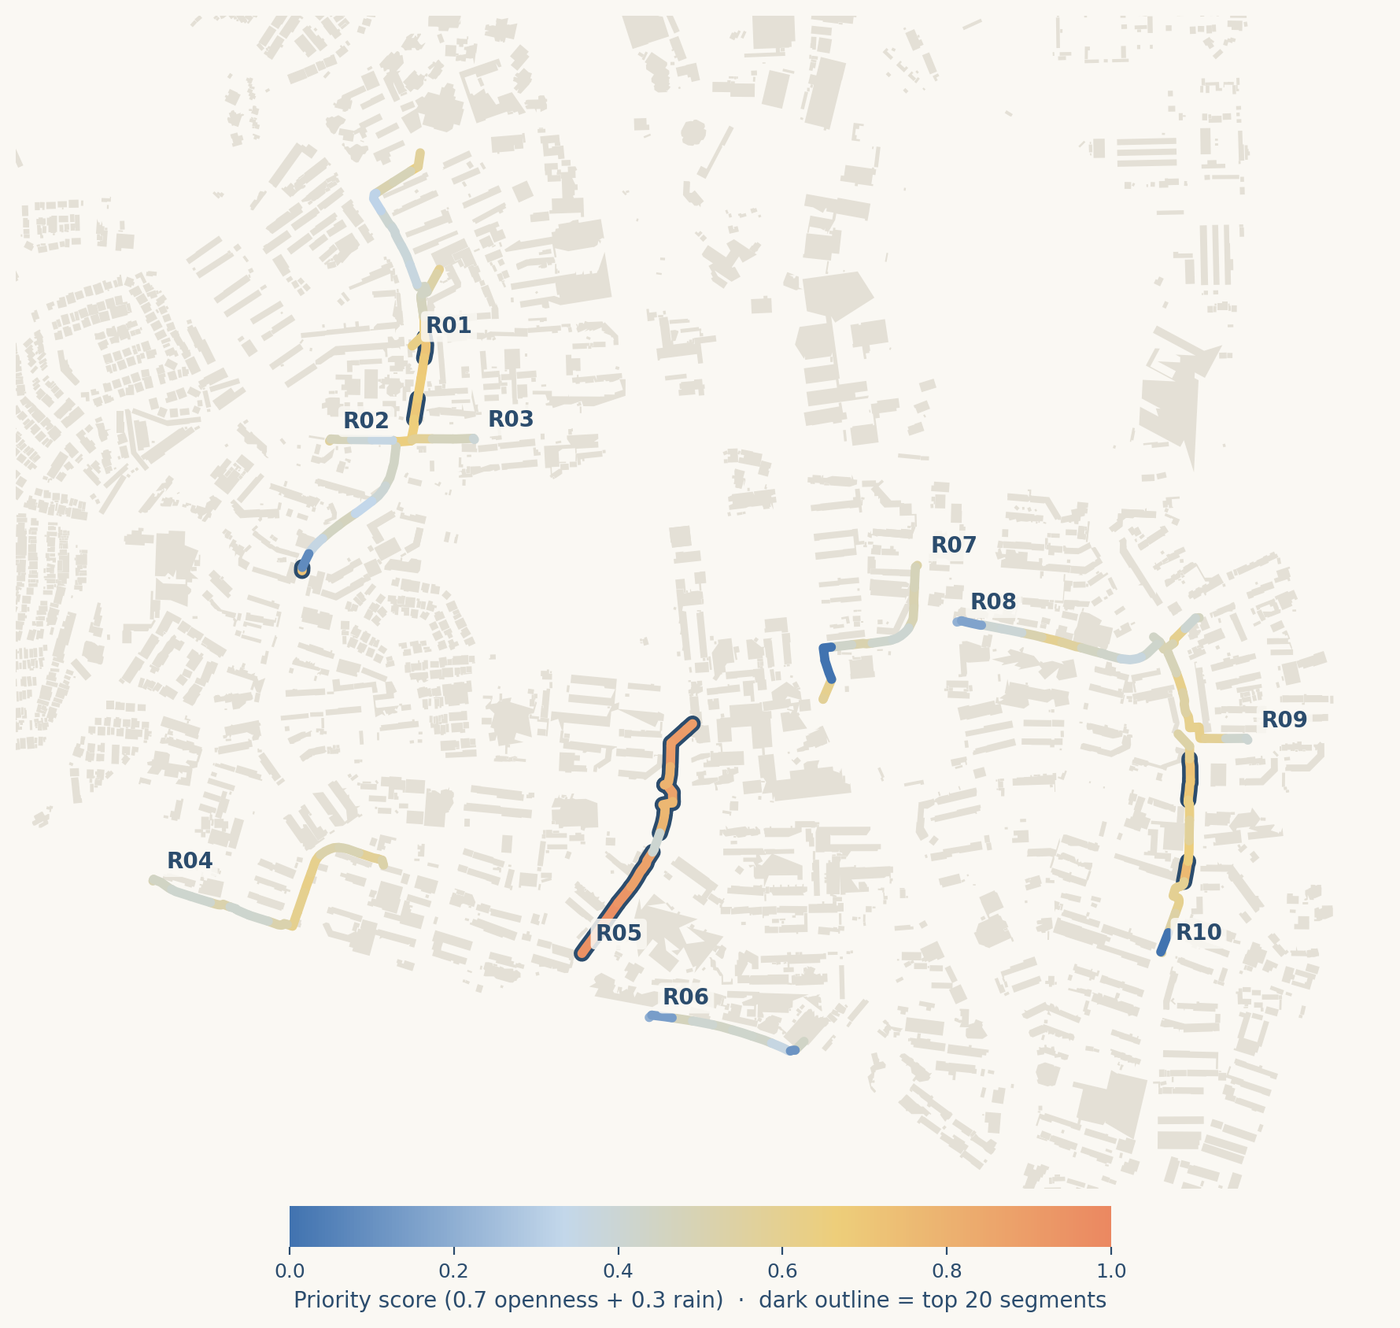 R01
R02
R03
R07
R08
R09
R04
R05
R10
R06
0.0 0.2 0.4 0.6 0.8 1.0
Priority score (0.7 openness + 0.3 rain) · dark outline = top 20 segments